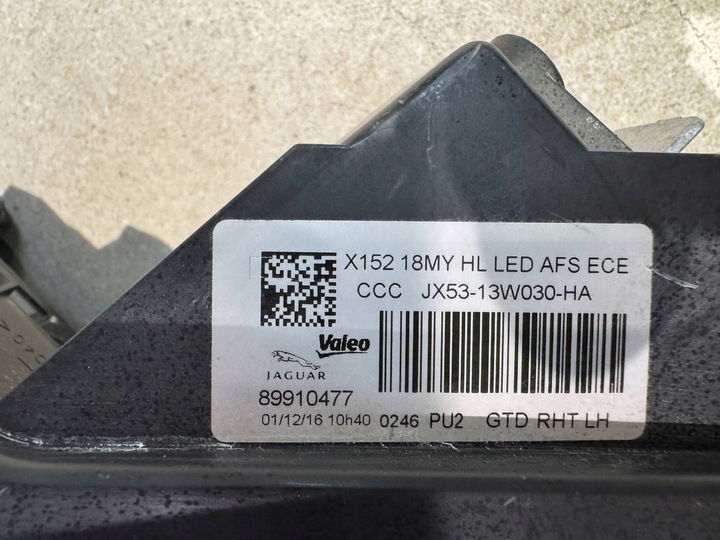 X152 18MY HL LED AFS ECE
CCC JX53-13W030-HA
Valeo
JAGUAR
89910477
01/12/16 10h40 0246 PU2 GTD RHT LH